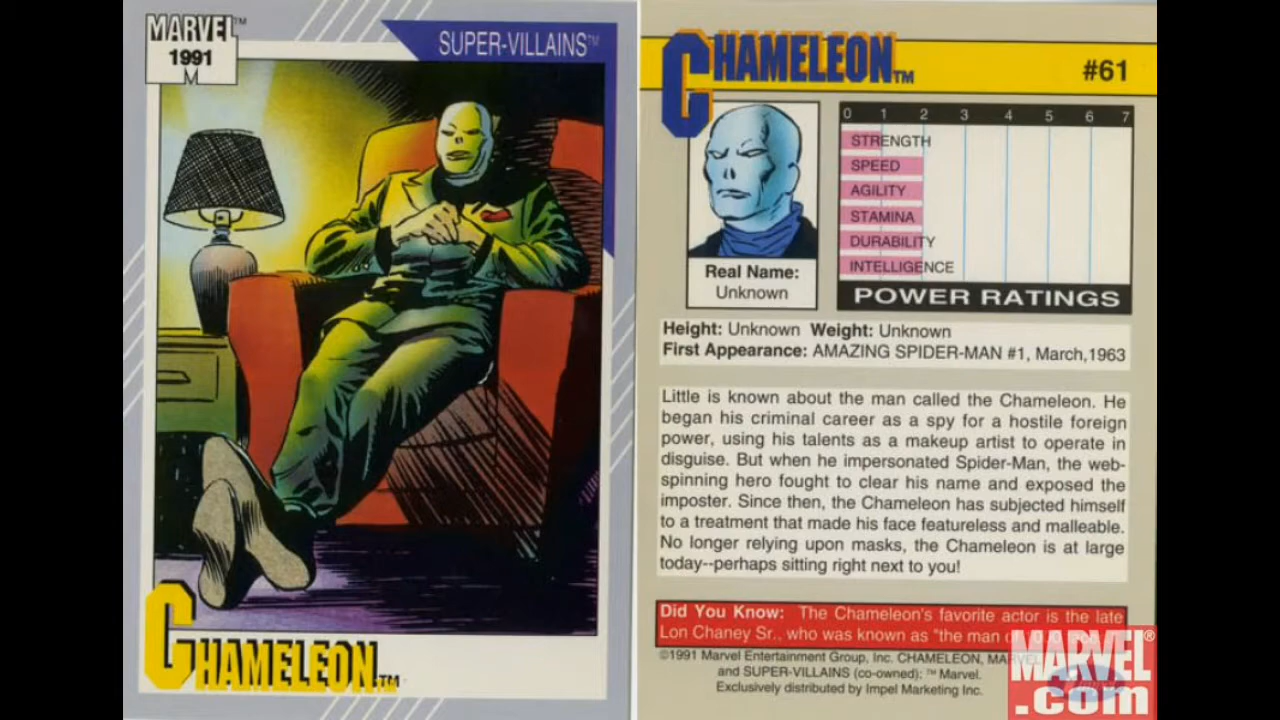 MARVEL™
1991
M
SUPER-VILLAINS™
CHAMELEON™
CHAMELEON™
#61
0 1 2 3 4 5 6 7
STRENGTH
SPEED
AGILITY
STAMINA
DURABILITY
INTELLIGENCE
POWER RATINGS
Real Name:
Unknown
Height: Unknown Weight: Unknown
First Appearance: AMAZING SPIDER-MAN #1, March,1963
Little is known about the man called the Chameleon. He
began his criminal career as a spy for a hostile foreign
power, using his talents as a makeup artist to operate in
disguise. But when he impersonated Spider-Man, the web-
spinning hero fought to clear his name and exposed the
imposter. Since then, the Chameleon has subjected himself
to a treatment that made his face featureless and malleable.
No longer relying upon masks, the Chameleon is at large
today--perhaps sitting right next to you!
Did You Know: The Chameleon's favorite actor is the late
Lon Chaney Sr., who was known as "the man
©1991 Marvel Entertainment Group, Inc. CHAMELEON, MARVEL
and SUPER-VILLAINS (co-owned): ™ Marvel.
Exclusively distributed by Impel Marketing Inc.
MARVEL®
.com